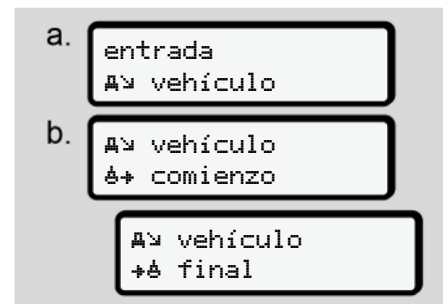 a.
entrada
vehículo
b.
vehículo
comienzo
vehículo
final